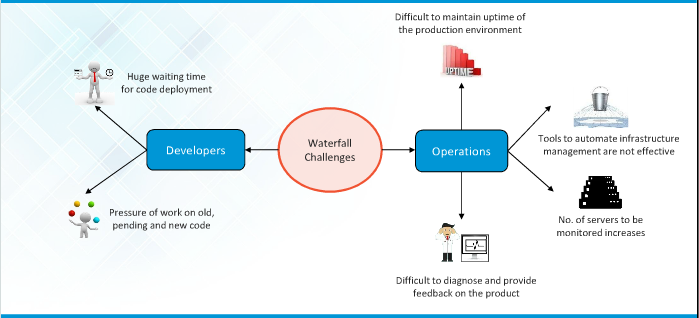 Difficult to maintain uptime of
the production environment
UPTIME
Huge waiting time
for code deployment
Developers
Waterfall
Challenges
Operations
Tools to automate infrastructure
management are not effective
Pressure of work on old,
pending and new code
No. of servers to be
monitored increases
Difficult to diagnose and provide
feedback on the product